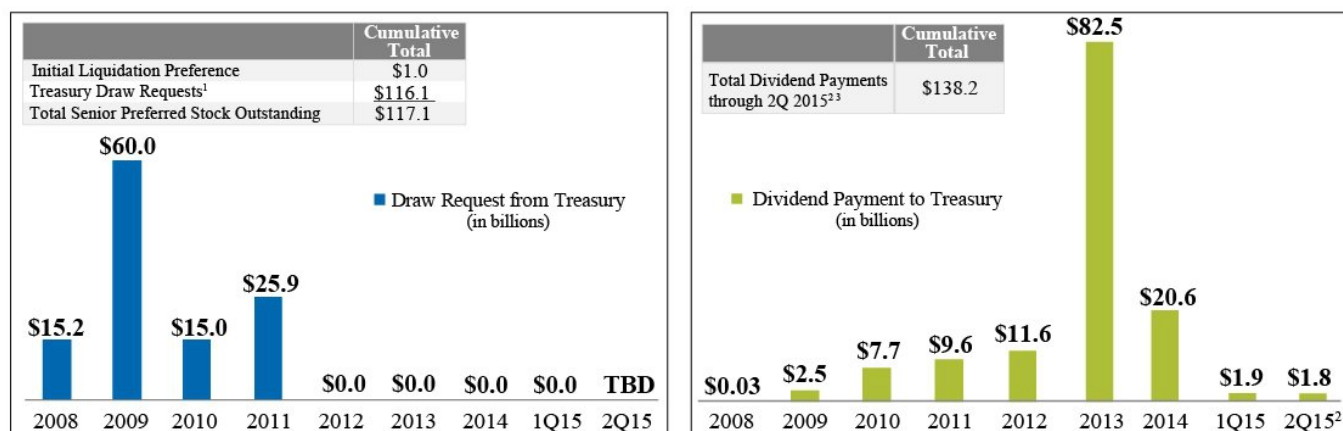 Cumulative Total
Initial Liquidation Preference $1.0
Treasury Draw Requests¹ $116.1
Total Senior Preferred Stock Outstanding $117.1
$60.0
Draw Request from Treasury
(in billions)
$25.9
$15.2 $15.0
$0.0 $0.0 $0.0 $0.0 TBD
2008 2009 2010 2011 2012 2013 2014 1Q15 2Q15
$82.5
Cumulative Total
Total Dividend Payments
through 2Q 2015² ³ $138.2
Dividend Payment to Treasury
(in billions)
$20.6
$11.6
$9.6
$7.7
$2.5
$0.03 $1.9 $1.8
2008 2009 2010 2011 2012 2013 2014 1Q15 2Q15²